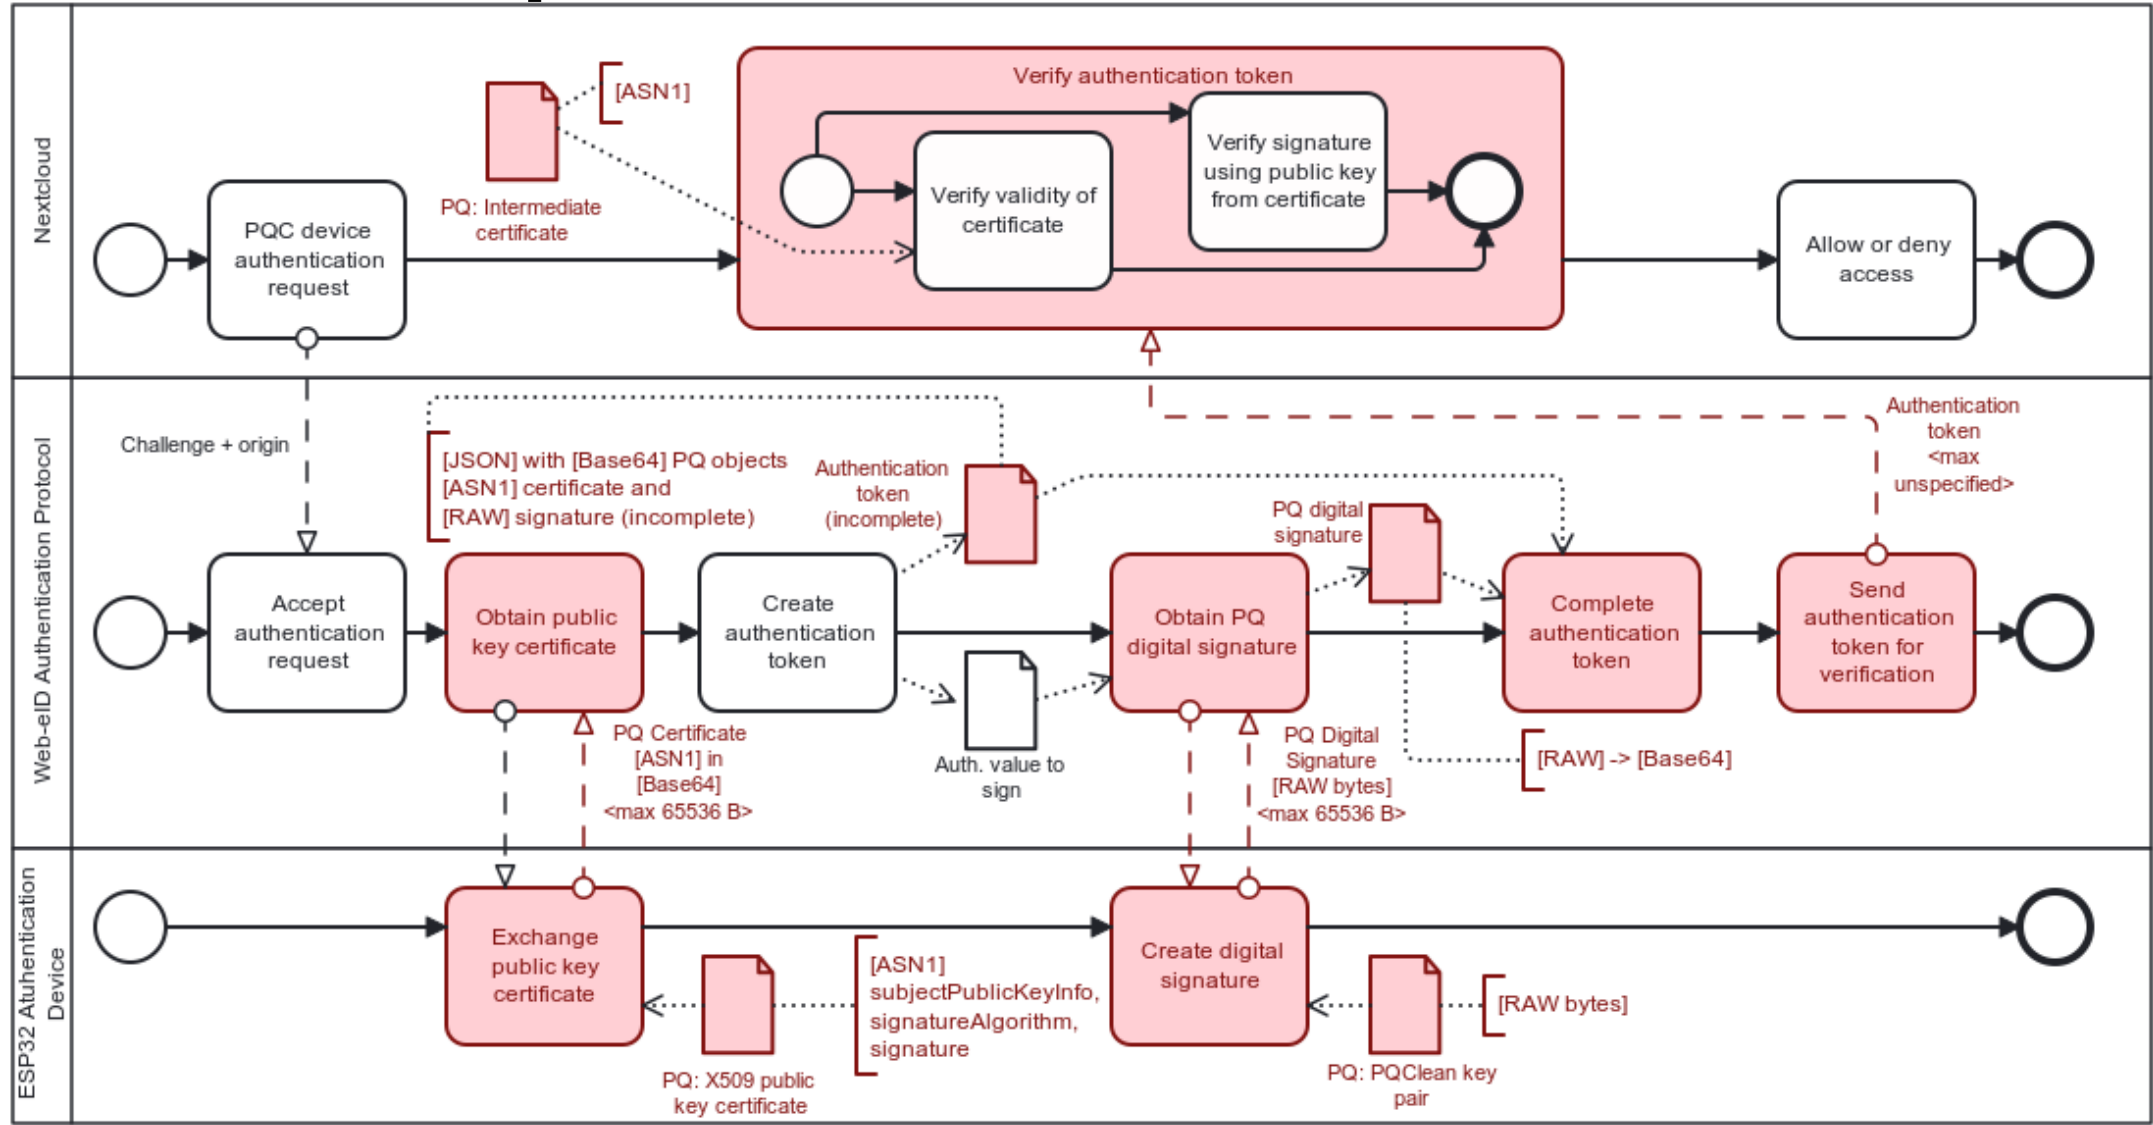 Nextcloud
PQC device
authentication
request
[ASN1]
PQ: Intermediate
certificate
Verify authentication token
Verify validity of
certificate
Verify signature
using public key
from certificate
Allow or deny
access
Web-eID Authentication Protocol
Challenge + origin
Accept
authentication
request
[JSON] with [Base64] PQ objects
[ASN1] certificate and
[RAW] signature (incomplete)
Obtain public
key certificate
PQ Certificate
[ASN1] in
[Base64]
<max 65536 B>
Create
authentication
token
Authentication
token
(incomplete)
Auth. value to
sign
Obtain PQ
digital signature
PQ digital
signature
PQ Digital
Signature
[RAW bytes]
<max 65536 B>
Complete
authentication
token
[RAW] -> [Base64]
Send
authentication
token for
verification
Authentication
token
<max
unspecified>
ESP32 Atuhentication
Device
Exchange
public key
certificate
PQ: X509 public
key certificate
[ASN1]
subjectPublicKeyInfo,
signatureAlgorithm,
signature
Create digital
signature
PQ: PQClean key
pair
[RAW bytes]